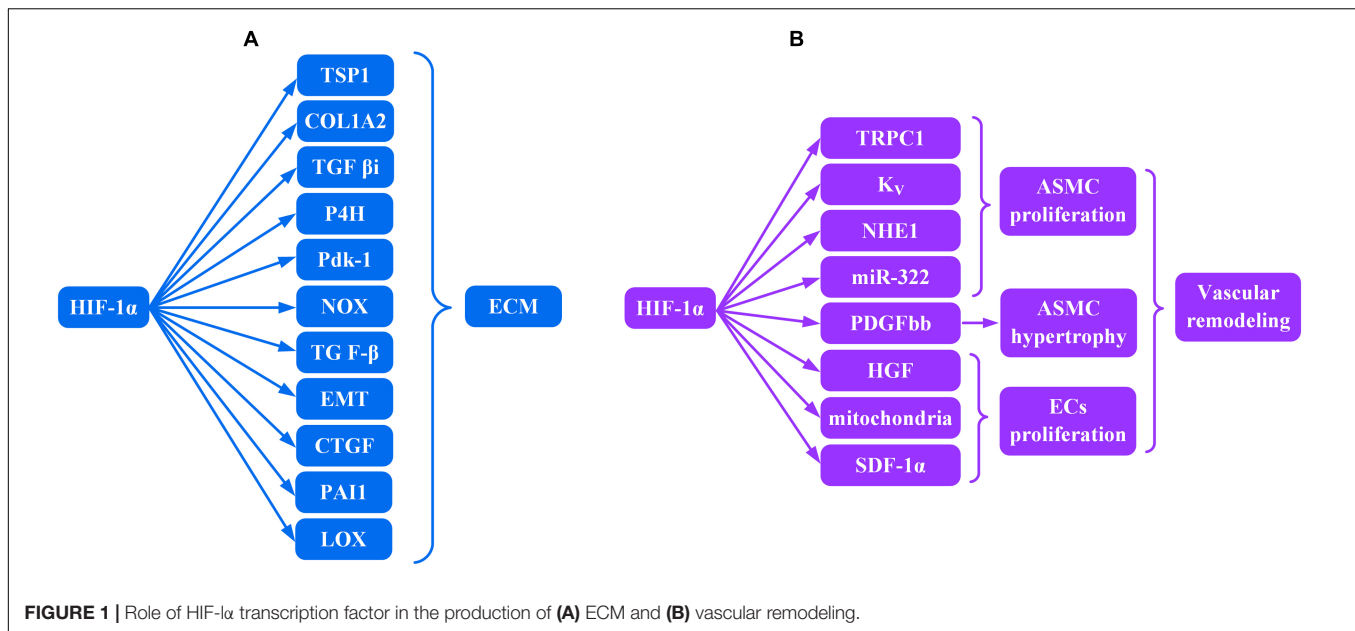 A
TSP1
COL1A2
TGF βi
P4H
Pdk-1
HIF-1α
NOX
ECM
TG F-β
EMT
CTGF
PAI1
LOX
B
TRPC1
Kv
NHE1
miR-322
HIF-1α
PDGFbb
HGF
mitochondria
SDF-1α
ASMC
proliferation
ASMC
hypertrophy
ECs
proliferation
Vascular
remodeling
FIGURE 1 | Role of HIF-Iα transcription factor in the production of (A) ECM and (B) vascular remodeling.